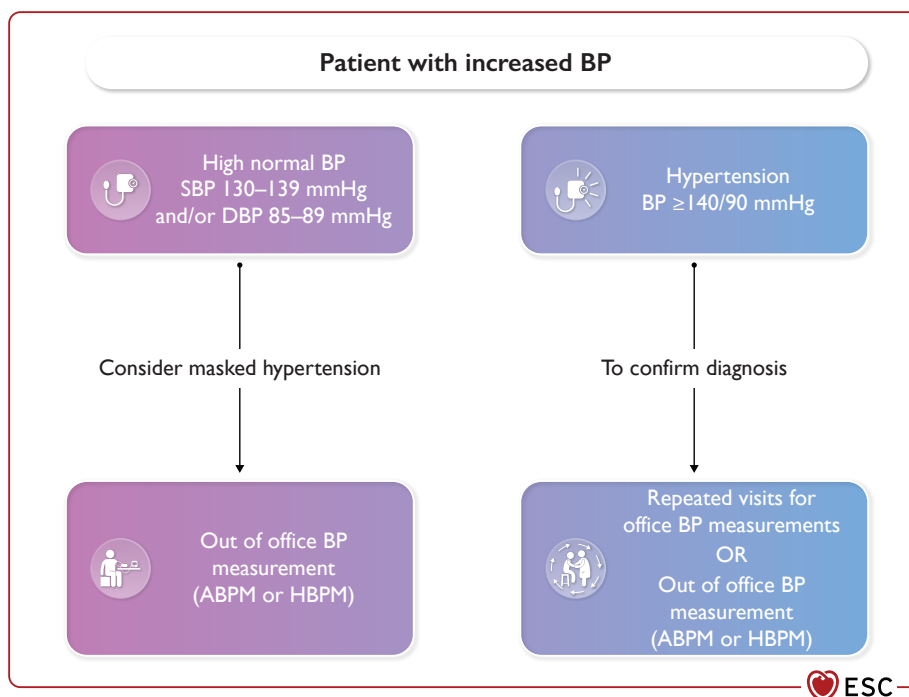 Patient with increased BP
High normal BP
SBP 130–139 mmHg
and/or DBP 85–89 mmHg
Hypertension
BP ≥140/90 mmHg
Consider masked hypertension
To confirm diagnosis
Out of office BP
measurement
(ABPM or HBPM)
Repeated visits for
office BP measurements
OR
Out of office BP
measurement
(ABPM or HBPM)
ESC